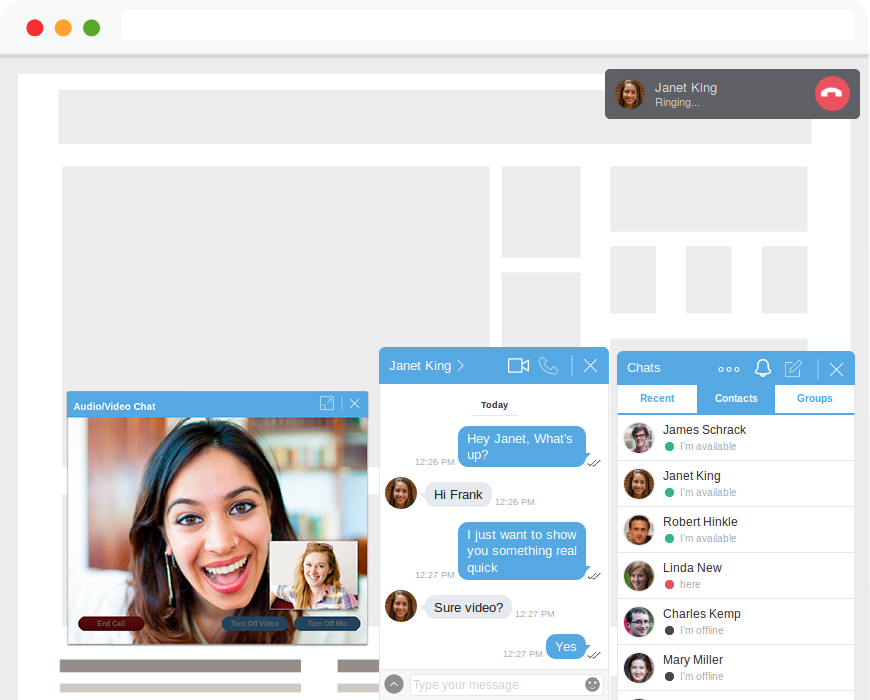 Janet King
Ringing...
Audio/Video Chat
End Call
Turn Off Video
Turn Off Mic
Janet King
Today
Hey Janet, What's
up?
12:26 PM
Hi Frank
12:26 PM
I just want to show
you something real
quick
12:27 PM
Sure video?
12:27 PM
Yes
12:27 PM
Type your message
Chats
Recent
Contacts
Groups
James Schrack
I'm available
Janet King
I'm available
Robert Hinkle
I'm available
Linda New
here
Charles Kemp
I'm offline
Mary Miller
I'm offline